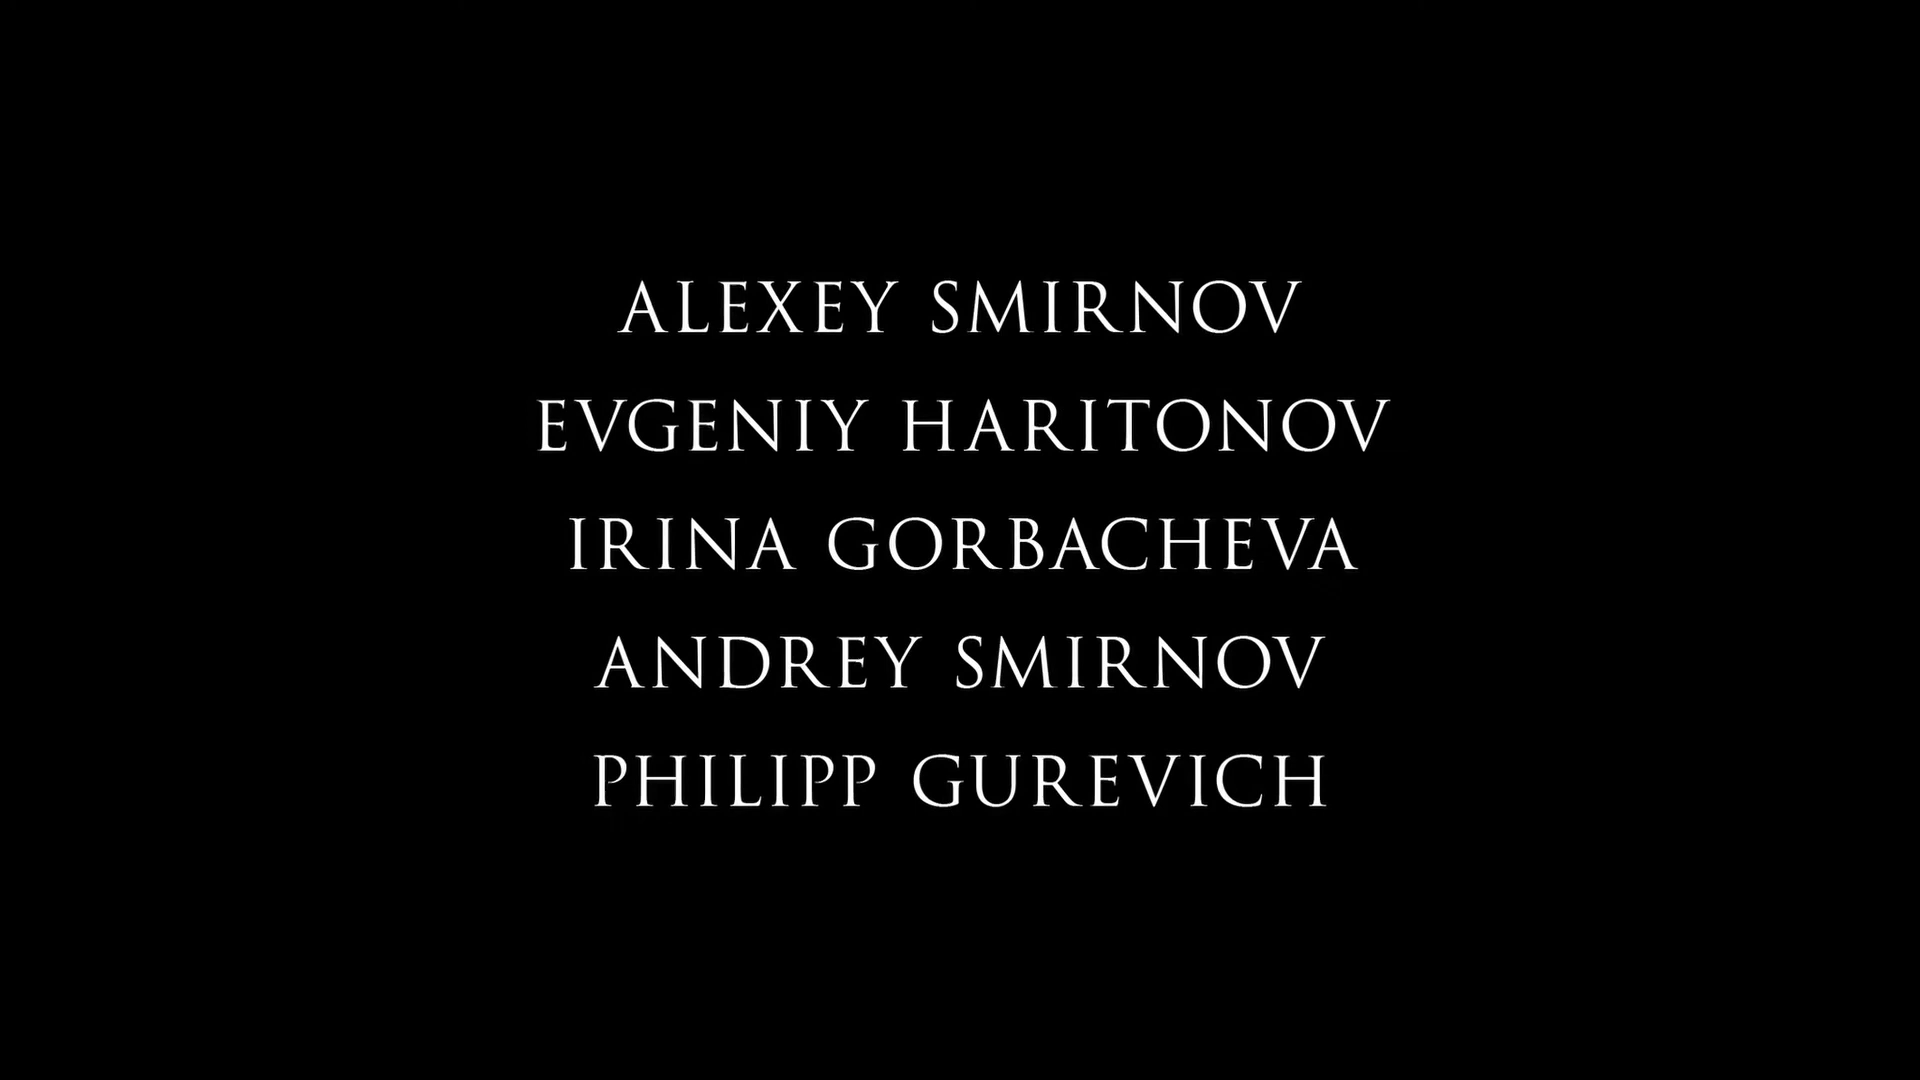 ALEXEY SMIRNOV
EVGENIY HARITONOV
IRINA GORBACHEVA
ANDREY SMIRNOV
PHILIPP GUREVICH